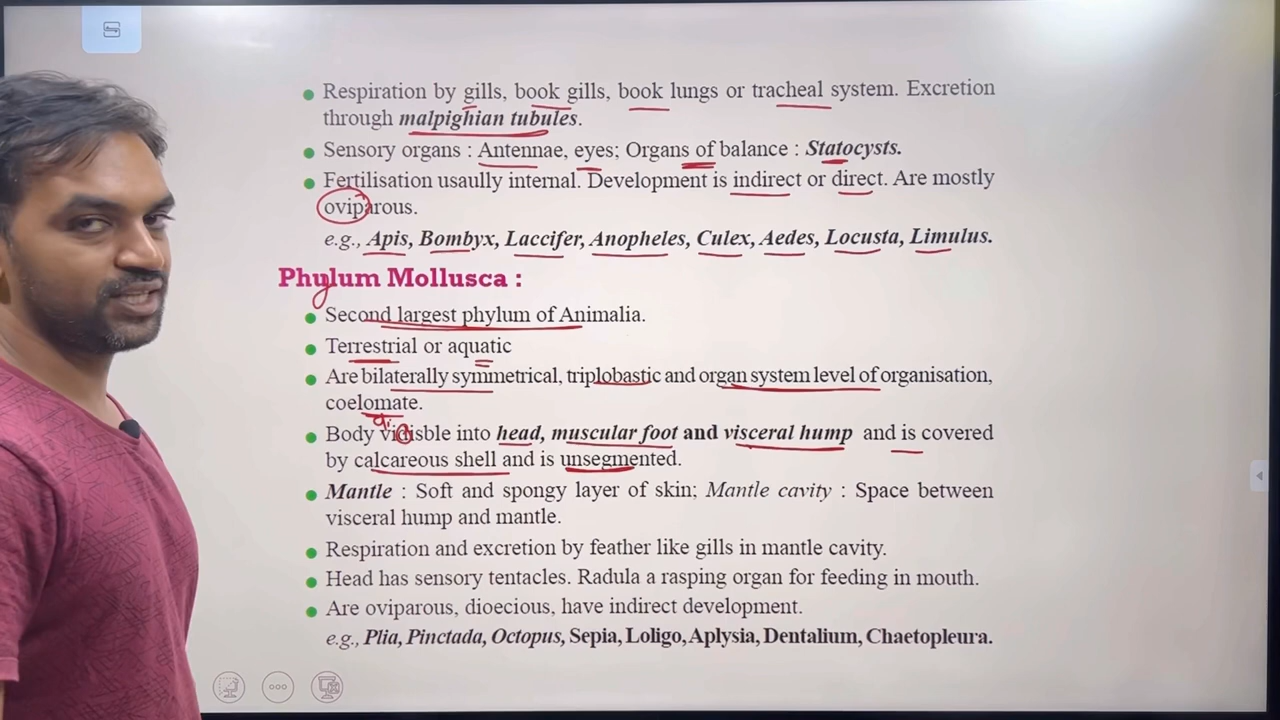 Respiration by gills, book gills, book lungs or tracheal system. Excretion
through malpighian tubules.
Sensory organs : Antennae, eyes; Organs of balance : Statocysts.
Fertilisation usaully internal. Development is indirect or direct. Are mostly
oviparous.
e.g., Apis, Bombyx, Laccifer, Anopheles, Culex, Aedes, Locusta, Limulus.
Phylum Mollusca :
Second largest phylum of Animalia.
Terrestrial or aquatic
Are bilaterally symmetrical, triplobastic and organ system level of organisation,
coelomate.
Body vidisble into head, muscular foot and visceral hump and is covered
by calcareous shell and is unsegmented.
Mantle : Soft and spongy layer of skin; Mantle cavity : Space between
visceral hump and mantle.
Respiration and excretion by feather like gills in mantle cavity.
Head has sensory tentacles. Radula a rasping organ for feeding in mouth.
Are oviparous, dioecious, have indirect development.
e.g., Plia, Pinctada, Octopus, Sepia, Loligo, Aplysia, Dentalium, Chaetopleura.